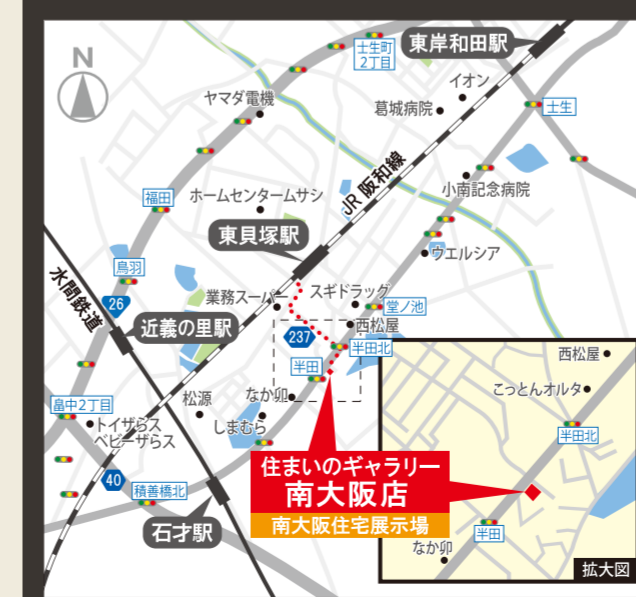 士生町
2丁目
東岸和田駅
N
イオン
ヤマダ電機
葛城病院
士生
JR 阪和線
小南記念病院
福田
ホームセンタームサシ
東貝塚駅
ウエルシア
鳥羽
水間鉄道
26
業務スーパー
スギドラッグ
堂ノ池
西松屋
近義の里駅
237
半田北
半田
西松屋
こっとんオルタ
畠中2丁目
松源
なか卯
トイザらス
ベビーザらス
しまむら
半田北
40
積善橋北
住まいのギャラリー
南大阪店
南大阪住宅展示場
石才駅
半田
なか卯
拡大図